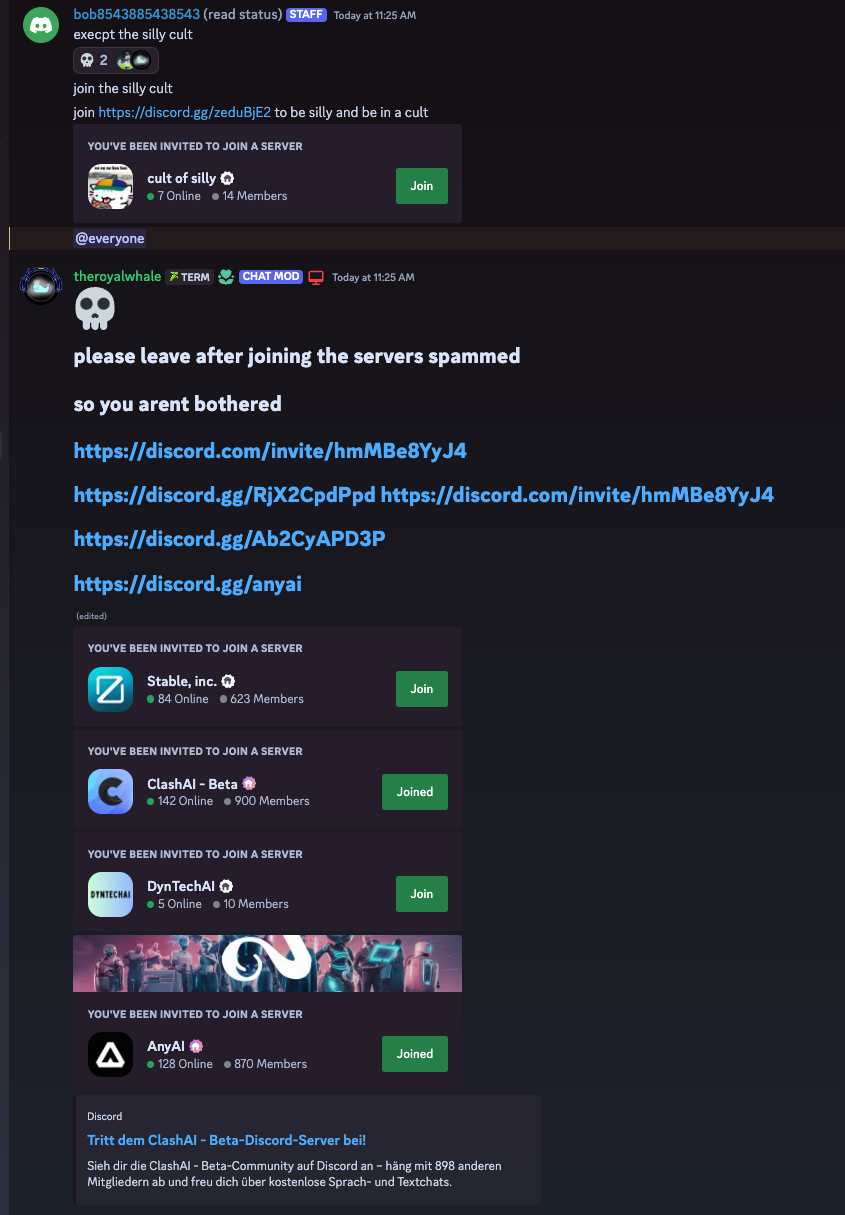 bob8543885438543 (read status) STAFF Today at 11:25 AM
execpt the silly cult
2
join the silly cult
join https://discord.gg/zeduBjE2 to be silly and be in a cult
YOU'VE BEEN INVITED TO JOIN A SERVER
cult of silly
7 Online 14 Members
Join
@everyone
theroyalwhale TERM CHAT MOD Today at 11:25 AM
please leave after joining the servers spammed
so you arent bothered
https://discord.com/invite/hmMBe8YyJ4
https://discord.gg/RjX2CpdPpd https://discord.com/invite/hmMBe8YyJ4
https://discord.gg/Ab2CyAPD3P
https://discord.gg/anyai
(edited)
YOU'VE BEEN INVITED TO JOIN A SERVER
Stable, inc.
84 Online 623 Members
Join
YOU'VE BEEN INVITED TO JOIN A SERVER
C
ClashAI - Beta
142 Online 900 Members
Joined
YOU'VE BEEN INVITED TO JOIN A SERVER
DYNTECHAI
DynTechAI
5 Online 10 Members
Join
YOU'VE BEEN INVITED TO JOIN A SERVER
AnyAI
128 Online 870 Members
Joined
Discord
Tritt dem ClashAI - Beta-Discord-Server bei!
Sieh dir die ClashAI - Beta-Community auf Discord an – häng mit 898 anderen
Mitgliedern ab und freu dich über kostenlose Sprach- und Textchats.